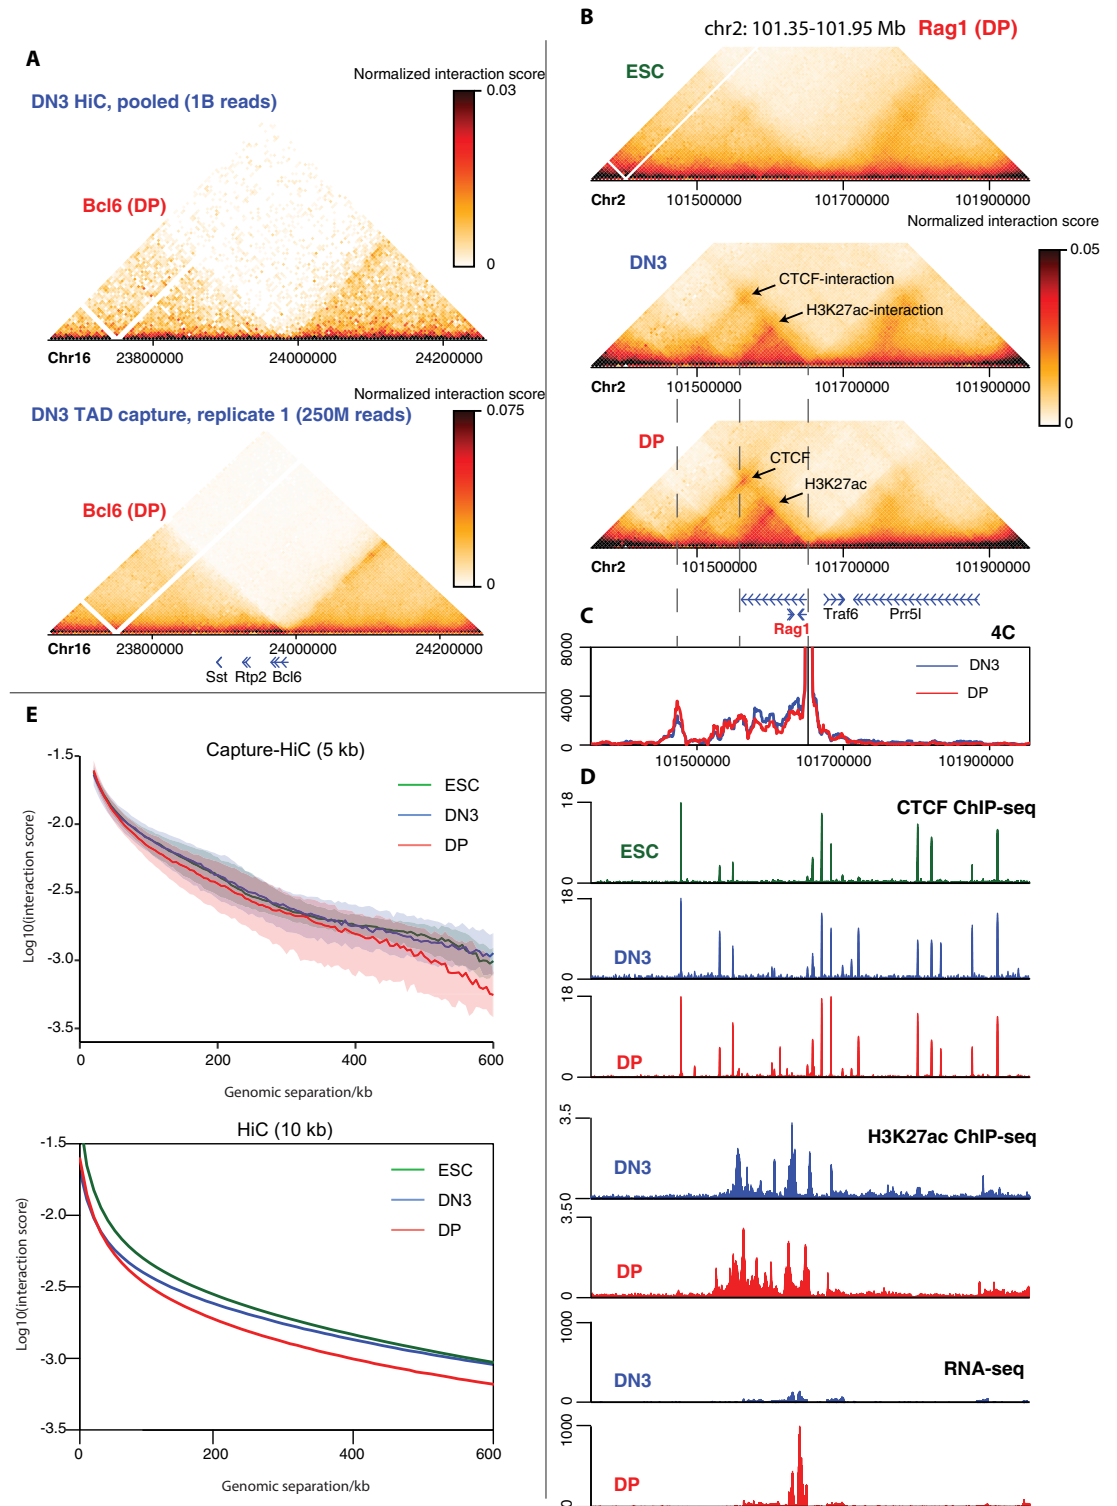 A
Normalized interaction score
DN3 HiC, pooled (1B reads)
0.03
Bcl6 (DP)
0
Chr16
23800000
24000000
24200000
Normalized interaction score
DN3 TAD capture, replicate 1 (250M reads)
0.075
Bcl6 (DP)
0
Chr16
23800000
24000000
24200000
Sst Rtp2 Bcl6
B
chr2: 101.35-101.95 Mb Rag1 (DP)
ESC
Chr2
101500000
101700000
101900000
Normalized interaction score
0.05
DN3
CTCF-interaction
H3K27ac-interaction
0
Chr2
101500000
101700000
101900000
DP
CTCF
H3K27ac
Chr2
101500000
101700000
101900000
Rag1
Traf6
Prr5l
C
4C
8000
4000
0
DN3
DP
101500000
101700000
101900000
D
CTCF ChIP-seq
18
ESC
0
18
DN3
0
18
DP
0
H3K27ac ChIP-seq
3.5
DN3
0
3.5
DP
0
RNA-seq
1000
DN3
0
1000
DP
0
E
Capture-HiC (5 kb)
-1.5
-2.0
-2.5
-3.0
-3.5
Log10(interaction score)
ESC
DN3
DP
0
200
400
600
Genomic separation/kb
HiC (10 kb)
-1.5
-2.0
-2.5
-3.0
-3.5
Log10(interaction score)
ESC
DN3
DP
0
200
400
600
Genomic separation/kb